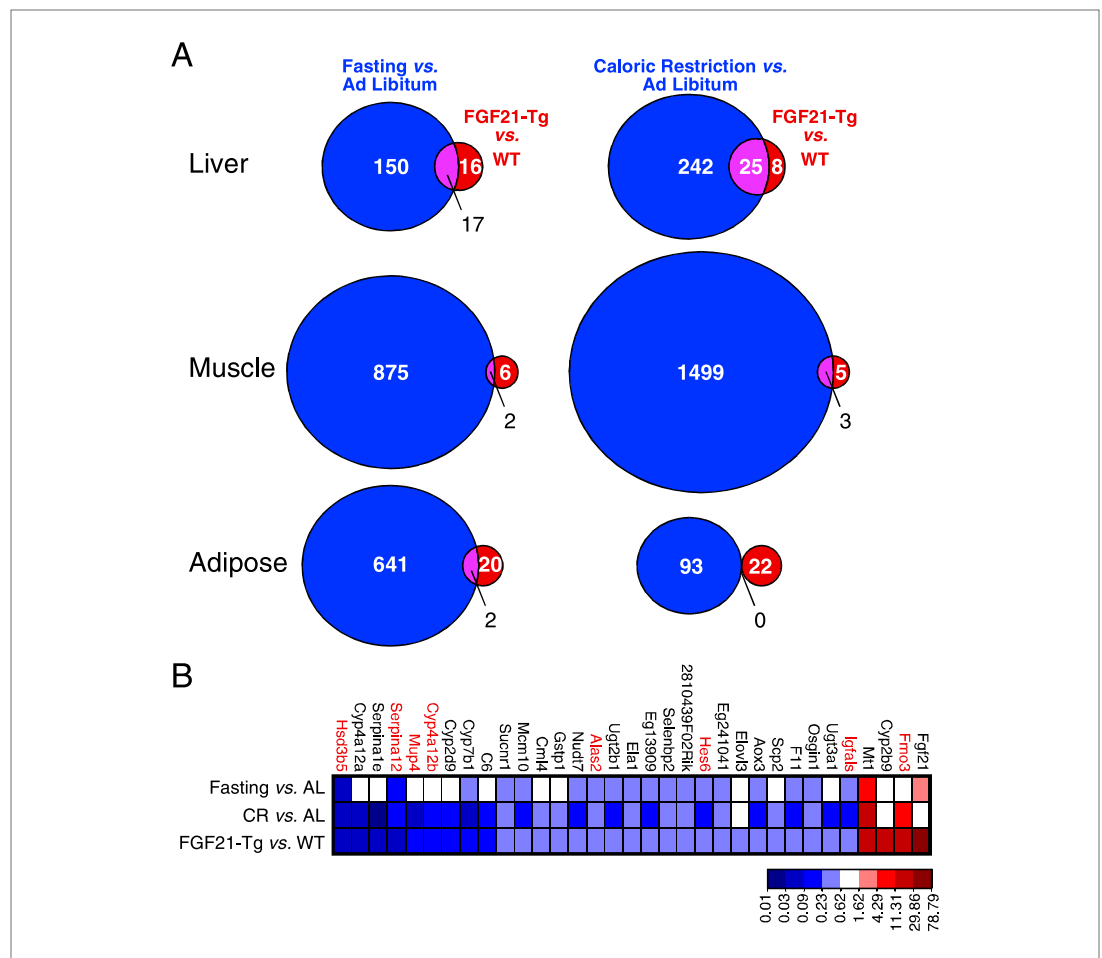 A
Fasting vs.
Ad Libitum
FGF21-Tg
vs.
WT
Caloric Restriction vs.
Ad Libitum
FGF21-Tg
vs.
WT
Liver
150
16
17
242
25
8
Muscle
875
6
2
1499
5
3
Adipose
641
20
2
93
22
0
B
Hsd3b5
Cyp4a12a
Serpina1e
Serpina12
Mup4
Cyp4a12b
Cyp2d9
Cyp7b1
C6
Sucnr1
Mcm10
Cml4
Gstp1
Nudt7
Alas2
Ugt2b1
Ela1
Eg13909
Selenbp2
2810439F02Rik
Hes6
Eg241041
Elovl3
Aox3
Scp2
F11
Osgin1
Ugt3a1
Igfals
Mt1
Cyp2b9
Fmo3
Fgf21
Fasting vs. AL
CR vs. AL
FGF21-Tg vs. WT
0.01
0.03
0.09
0.23
0.62
1.62
4.29
11.31
29.86
78.79